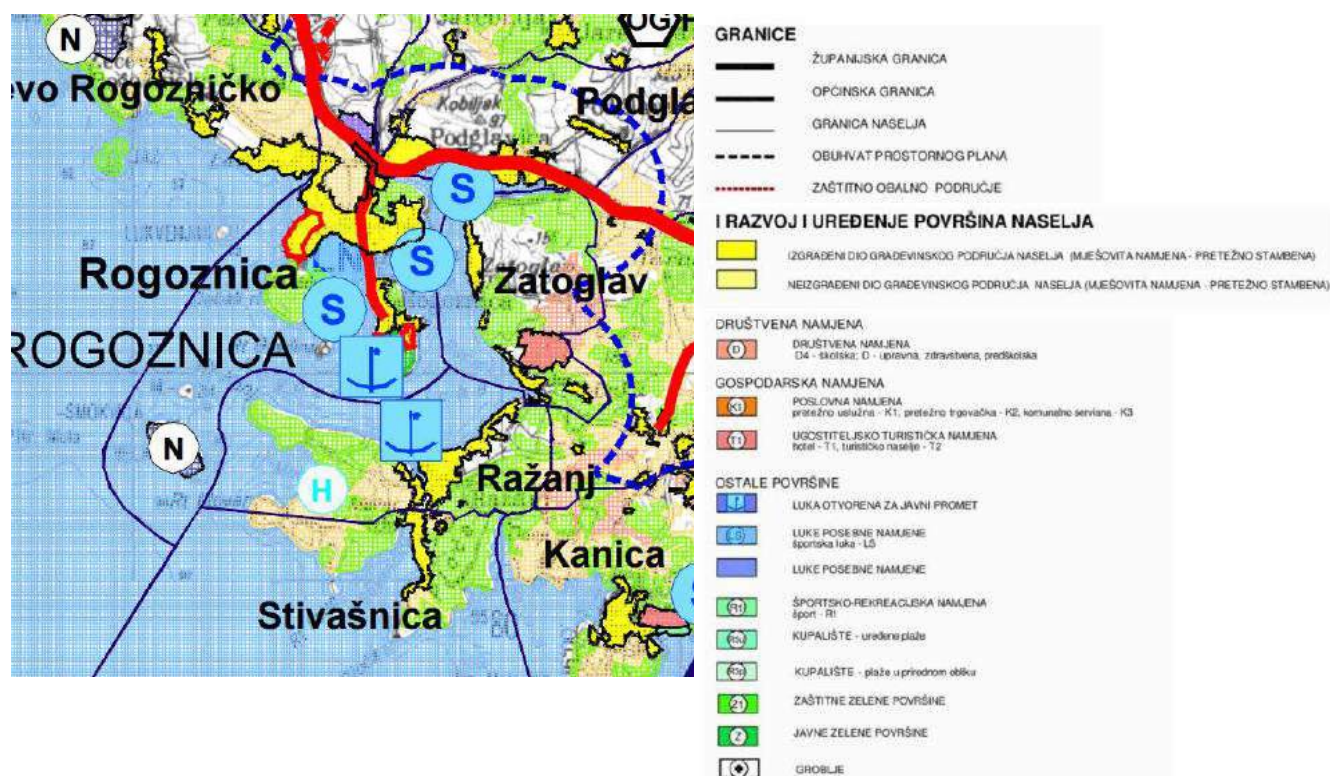 N
OG
evo Rogozničko
Kobiljak
97
Podgla
Podglavica
S
S
Rogoznica
Zatoglav
S
ROGOZNICA
N
H
Ražanj
Kanica
Stivašnica
GRANICE
ŽUPANIJSKA GRANICA
OPĆINSKA GRANICA
GRANICA NASELJA
OBUHVAT PROSTORNOG PLANA
ZAŠTITNO OBALNO PODRUČJE
I RAZVOJ I UREĐENJE POVRŠINA NASELJA
IZGRAĐENI DIO GRAĐEVINSKOG PODRUČJA NASELJA (MJEŠOVITA NAMJENA - PRETEŽNO STAMBENA)
NEIZGRAĐENI DIO GRAĐEVINSKOG PODRUČJA NASELJA (MJEŠOVITA NAMJENA - PRETEŽNO STAMBENA)
DRUŠTVENA NAMJENA
D DRUŠTVENA NAMJENA
D4 - školska; D - upravna, zdravstvena, predškolska
GOSPODARSKA NAMJENA
K1 POSLOVNA NAMJENA
pretežno uslužna - K1, pretežno trgovačka - K2, komunalno servisna - K3
T1 UGOSTITELJSKO TURISTIČKA NAMJENA
hotel - T1, turističko naselje - T2
OSTALE POVRŠINE
LUKA OTVORENA ZA JAVNI PROMET
LS LUKE POSEBNE NAMJENE
športska luka - LS
LUKE POSEBNE NAMJENE
R1 ŠPORTSKO-REKREACIJSKA NAMJENA
šport - R1
KUPALIŠTE - uređene plaže
KUPALIŠTE - plaže u prirodnom obliku
Z1 ZAŠTITNE ZELENE POVRŠINE
Z JAVNE ZELENE POVRŠINE
GROBLJE